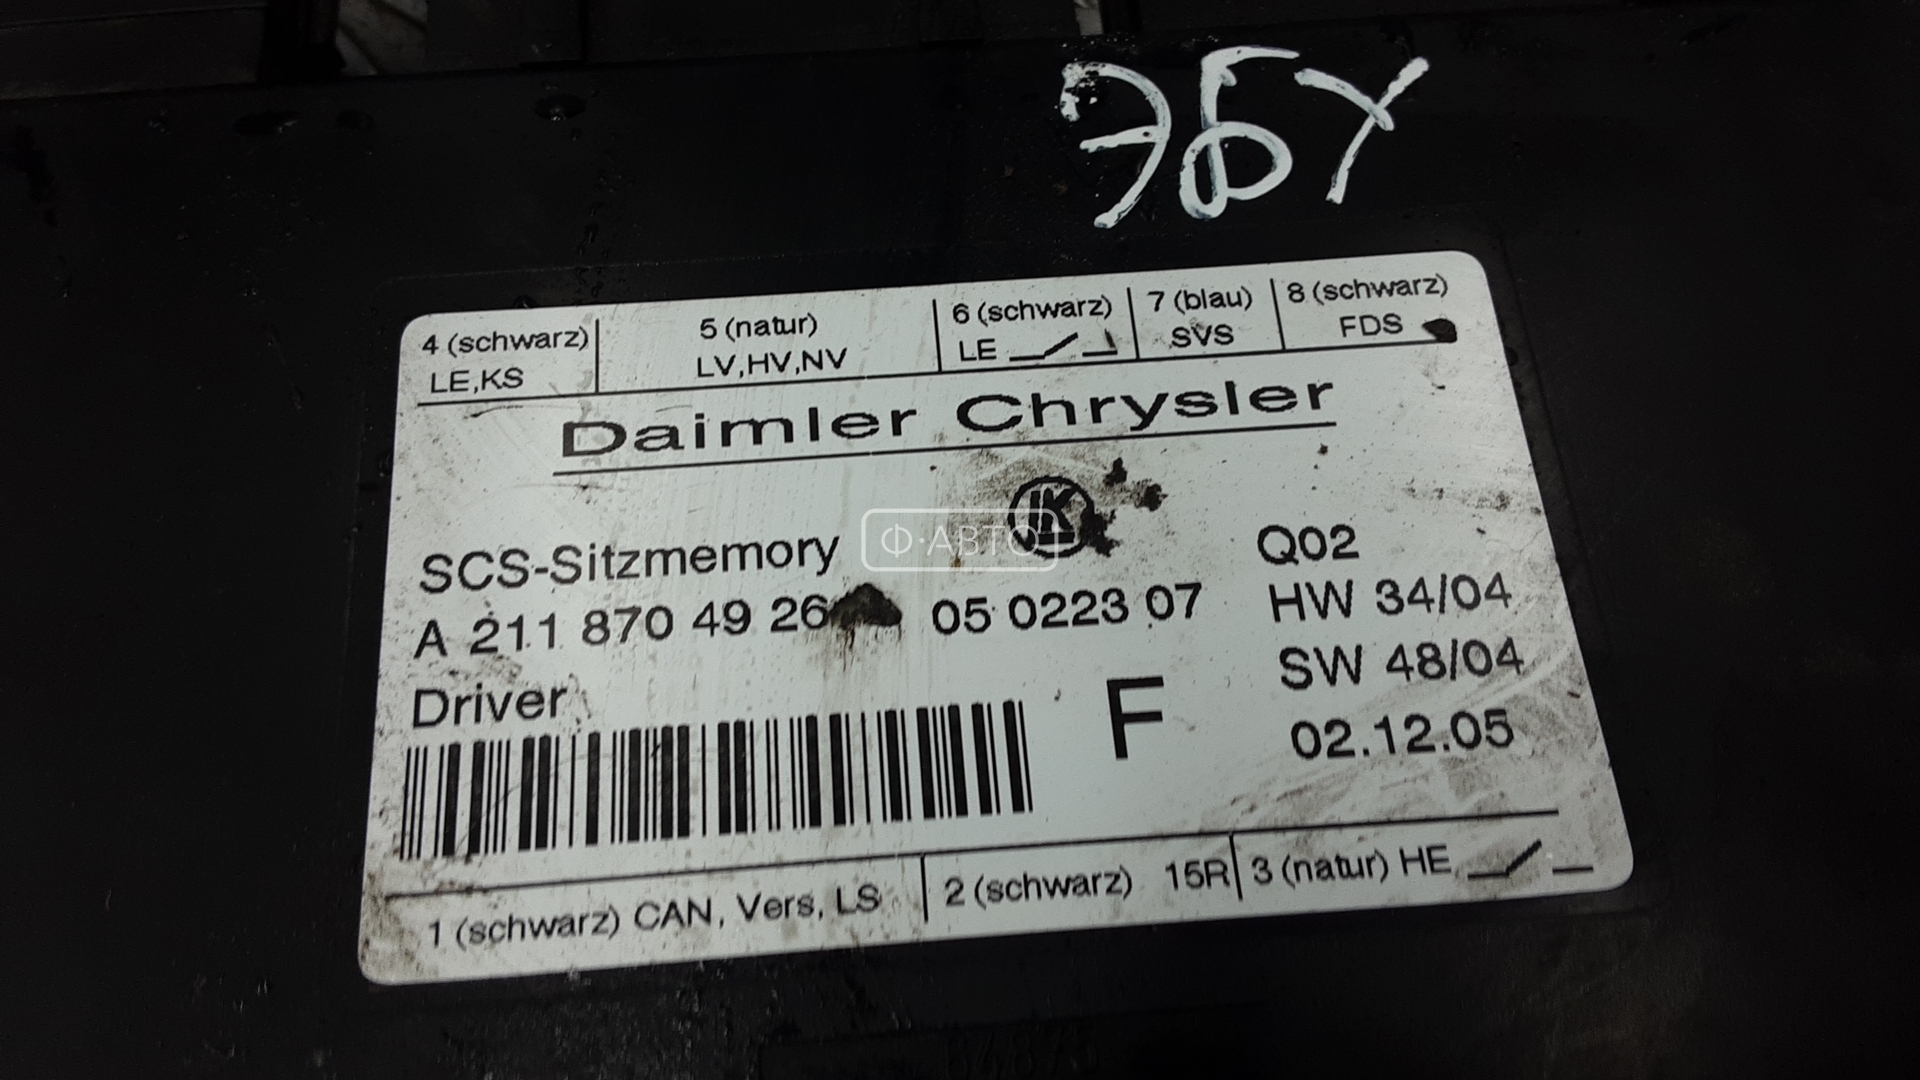 ЭБУ
4 (schwarz) 5 (natur) 6 (schwarz) 7 (blau) 8 (schwarz)
LE,KS LV,HV,NV LE SVS FDS
Daimler Chrysler
IK
Ф·АВТО
SCS-Sitzmemory Q02
A 211 870 49 26 05 0223 07 HW 34/04
Driver F SW 48/04
02.12.05
1 (schwarz) CAN, Vers, LS 2 (schwarz) 15R 3 (natur) HE